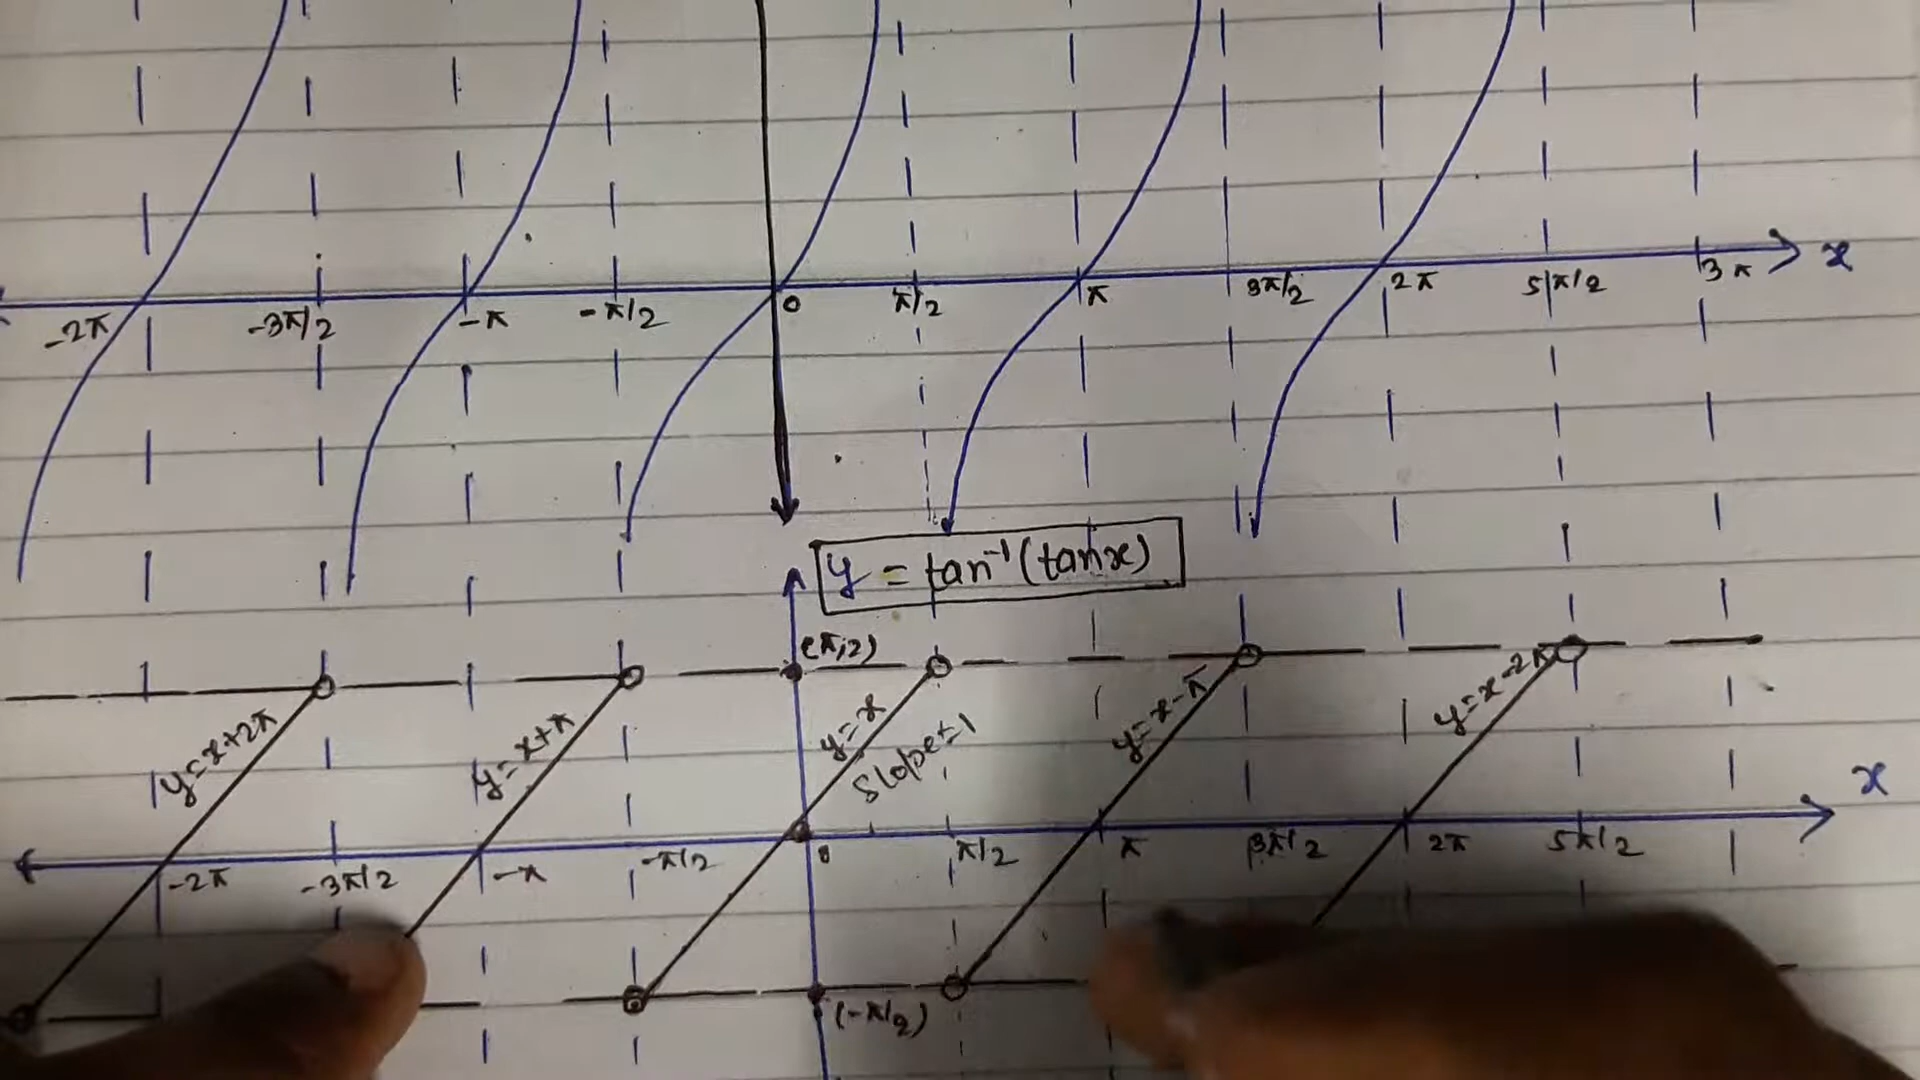 x
-2π -3π/2 -π -π/2 0 π/2 π 3π/2 2π 5π/2 3π
y = tan⁻¹(tanx)
(π/2)
y=x+2π y=x+π y=x y=x-π y=x-2π
Slope=1
x
-2π -3π/2 -π -π/2 0 π/2 π 3π/2 2π 5π/2
(-π/2)